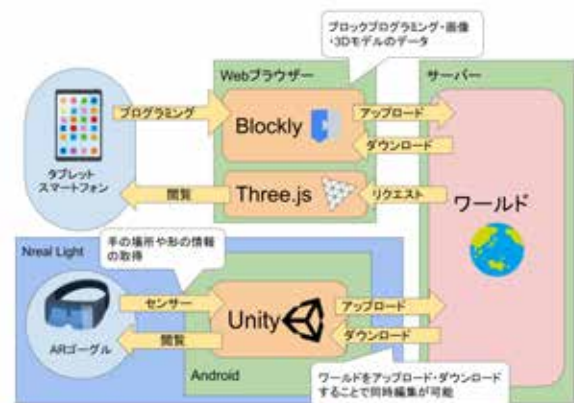 ブロックプログラミング・画像
・3Dモデルのデータ
Webブラウザー
サーバー
プログラミング
Blockly
アップロード
ダウンロード
タブレット
スマートフォン
閲覧
Three.js
リクエスト
ワールド
手の場所や形の情報
の取得
Nreal Light
センサー
Unity
アップロード
ARゴーグル
閲覧
ダウンロード
Android
ワールドをアップロード・ダウンロード
することで同時編集が可能